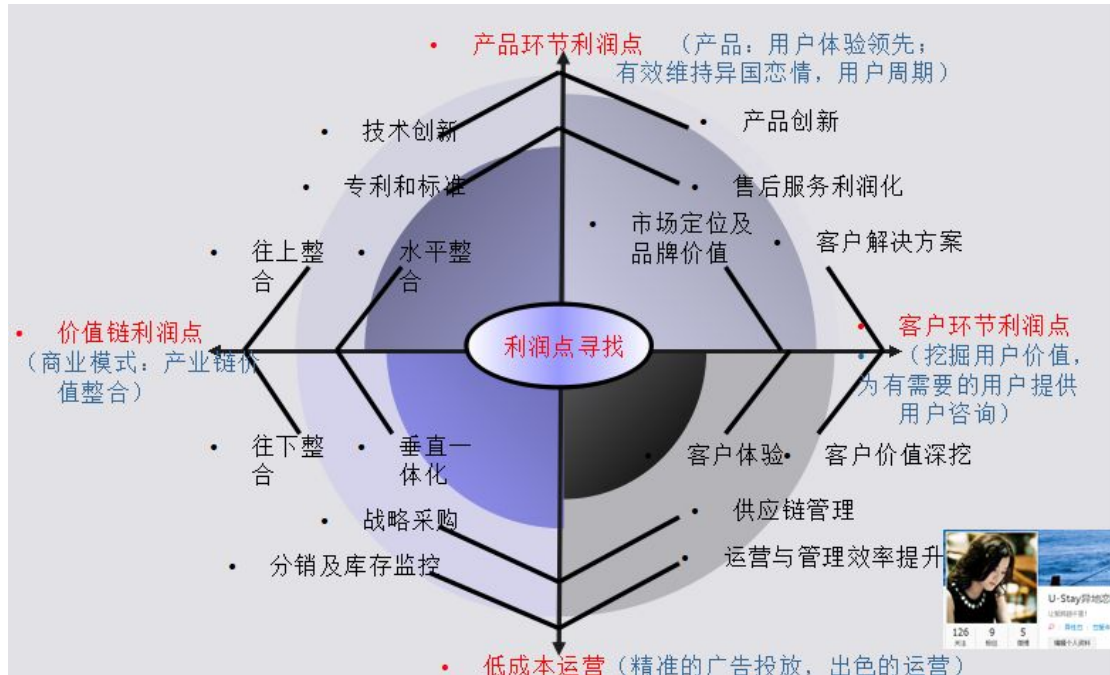 • 产品环节利润点 （产品：用户体验领先；
有效维持异国恋情，用户周期）
• 技术创新
• 产品创新
• 专利和标准
• 售后服务利润化
• 市场定位及
品牌价值
• 客户解决方案
• 往上整
合
• 水平整
合
• 价值链利润点
（商业模式：产业链价
值整合）
利润点寻找
• 客户环节利润点
• （挖掘用户价值，
为有需要的用户提供
用户咨询）
• 往下整
合
• 垂直一
体化
• 客户体验
• 客户价值深挖
• 战略采购
• 供应链管理
• 分销及库存监控
• 运营与管理效率提升
• 低成本运营（精准的广告投放，出色的运营）
U-Stay异地恋
126
9
5
编辑个人资料